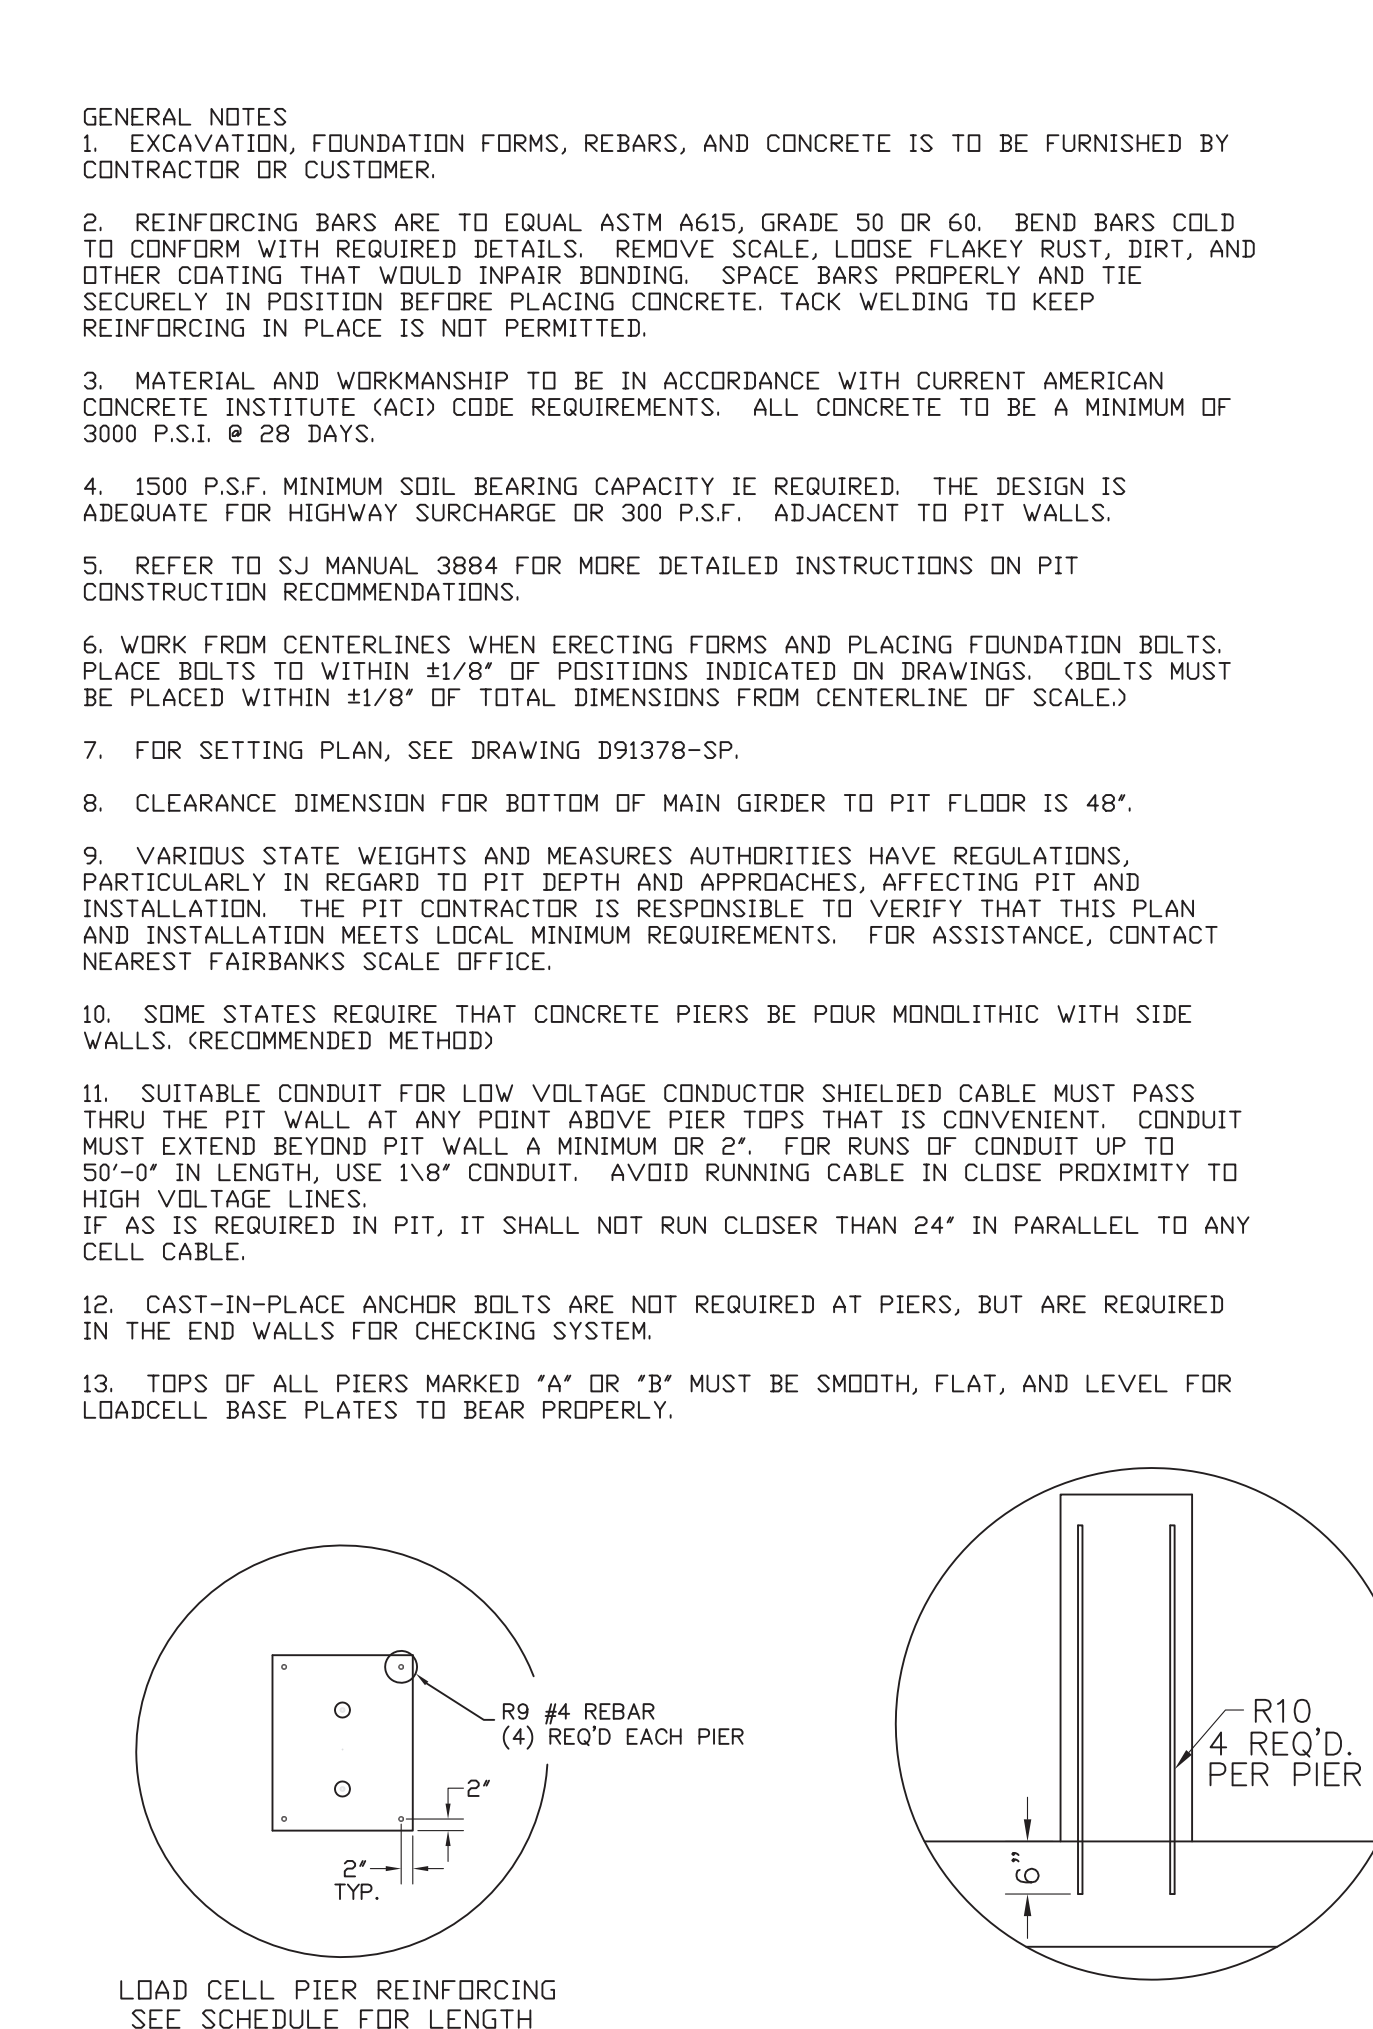 GENERAL NOTES
1. EXCAVATION, FOUNDATION FORMS, REBARS, AND CONCRETE IS TO BE FURNISHED BY
CONTRACTOR OR CUSTOMER.
2. REINFORCING BARS ARE TO EQUAL ASTM A615, GRADE 50 OR 60. BEND BARS COLD
TO CONFORM WITH REQUIRED DETAILS. REMOVE SCALE, LOOSE FLAKEY RUST, DIRT, AND
OTHER COATING THAT WOULD INPAIR BONDING. SPACE BARS PROPERLY AND TIE
SECURELY IN POSITION BEFORE PLACING CONCRETE. TACK WELDING TO KEEP
REINFORCING IN PLACE IS NOT PERMITTED.
3. MATERIAL AND WORKMANSHIP TO BE IN ACCORDANCE WITH CURRENT AMERICAN
CONCRETE INSTITUTE (ACI) CODE REQUIREMENTS. ALL CONCRETE TO BE A MINIMUM OF
3000 P.S.I. @ 28 DAYS.
4. 1500 P.S.F. MINIMUM SOIL BEARING CAPACITY IE REQUIRED. THE DESIGN IS
ADEQUATE FOR HIGHWAY SURCHARGE OR 300 P.S.F. ADJACENT TO PIT WALLS.
5. REFER TO SJ MANUAL 3884 FOR MORE DETAILED INSTRUCTIONS ON PIT
CONSTRUCTION RECOMMENDATIONS.
6. WORK FROM CENTERLINES WHEN ERECTING FORMS AND PLACING FOUNDATION BOLTS.
PLACE BOLTS TO WITHIN ±1/8" OF POSITIONS INDICATED ON DRAWINGS. (BOLTS MUST
BE PLACED WITHIN ±1/8" OF TOTAL DIMENSIONS FROM CENTERLINE OF SCALE.)
7. FOR SETTING PLAN, SEE DRAWING D91378-SP.
8. CLEARANCE DIMENSION FOR BOTTOM OF MAIN GIRDER TO PIT FLOOR IS 48".
9. VARIOUS STATE WEIGHTS AND MEASURES AUTHORITIES HAVE REGULATIONS,
PARTICULARLY IN REGARD TO PIT DEPTH AND APPROACHES, AFFECTING PIT AND
INSTALLATION. THE PIT CONTRACTOR IS RESPONSIBLE TO VERIFY THAT THIS PLAN
AND INSTALLATION MEETS LOCAL MINIMUM REQUIREMENTS. FOR ASSISTANCE, CONTACT
NEAREST FAIRBANKS SCALE OFFICE.
10. SOME STATES REQUIRE THAT CONCRETE PIERS BE POUR MONOLITHIC WITH SIDE
WALLS. (RECOMMENDED METHOD)
11. SUITABLE CONDUIT FOR LOW VOLTAGE CONDUCTOR SHIELDED CABLE MUST PASS
THRU THE PIT WALL AT ANY POINT ABOVE PIER TOPS THAT IS CONVENIENT. CONDUIT
MUST EXTEND BEYOND PIT WALL A MINIMUM OR 2". FOR RUNS OF CONDUIT UP TO
50'-0" IN LENGTH, USE 1\8" CONDUIT. AVOID RUNNING CABLE IN CLOSE PROXIMITY TO
HIGH VOLTAGE LINES.
IF AS IS REQUIRED IN PIT, IT SHALL NOT RUN CLOSER THAN 24" IN PARALLEL TO ANY
CELL CABLE.
12. CAST-IN-PLACE ANCHOR BOLTS ARE NOT REQUIRED AT PIERS, BUT ARE REQUIRED
IN THE END WALLS FOR CHECKING SYSTEM.
13. TOPS OF ALL PIERS MARKED "A" OR "B" MUST BE SMOOTH, FLAT, AND LEVEL FOR
LOADCELL BASE PLATES TO BEAR PROPERLY.
R9 #4 REBAR
(4) REQ'D EACH PIER
2"
2"
TYP.
LOAD CELL PIER REINFORCING
SEE SCHEDULE FOR LENGTH
R10
4 REQ'D.
PER PIER
6"